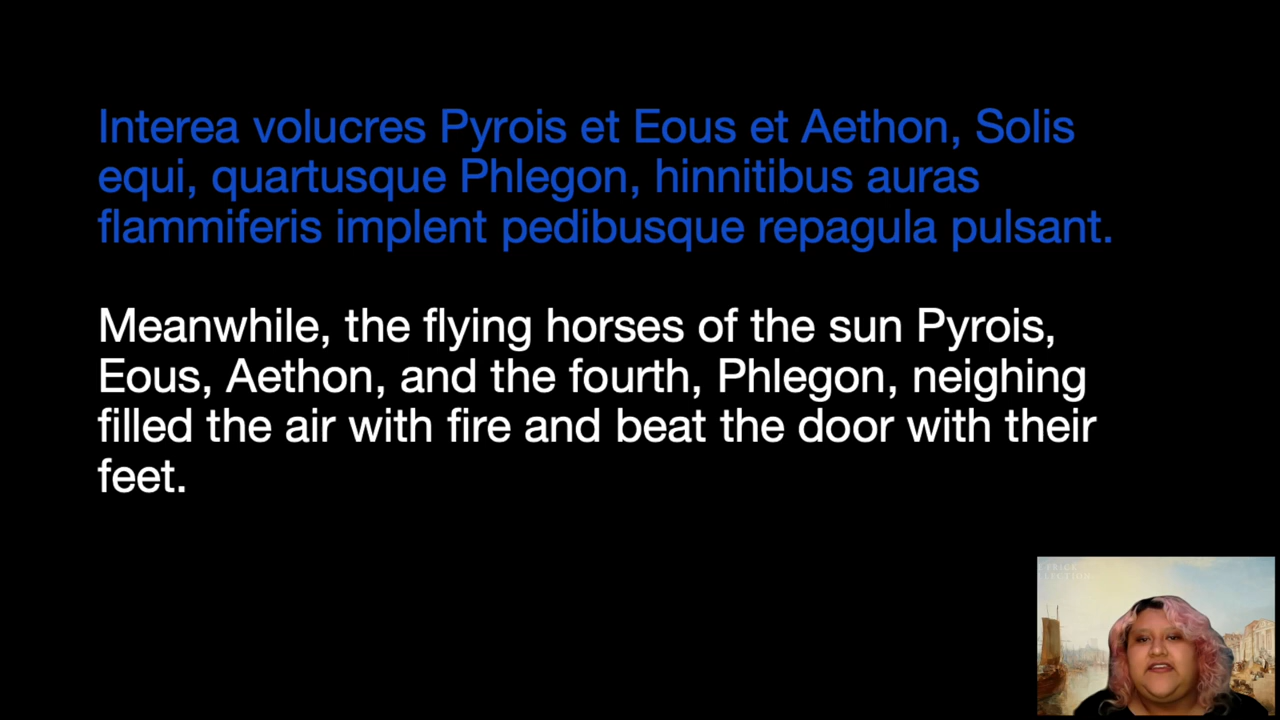 Interea volucres Pyrois et Eous et Aethon, Solis
equi, quartusque Phlegon, hinnitibus auras
flammiferis implent pedibusque repagula pulsant.
Meanwhile, the flying horses of the sun Pyrois,
Eous, Aethon, and the fourth, Phlegon, neighing
filled the air with fire and beat the door with their
feet.